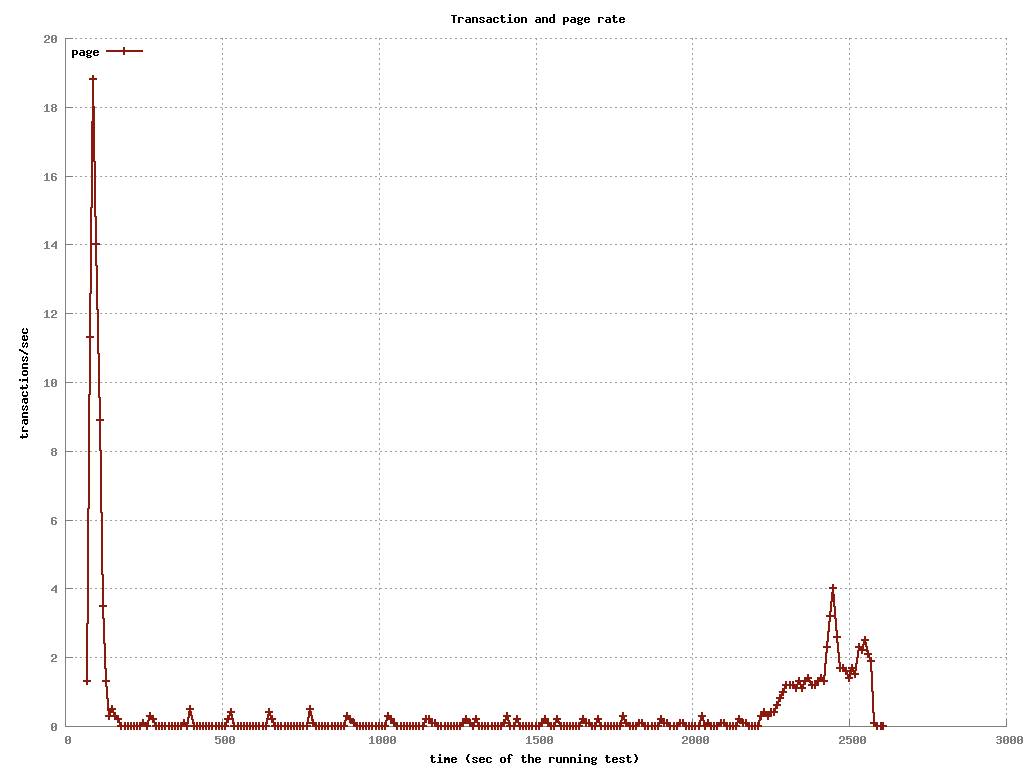 Transaction and page rate
page
20
18
16
14
12
10
8
6
4
2
0
transactions/sec
0 500 1000 1500 2000 2500 3000
time (sec of the running test)